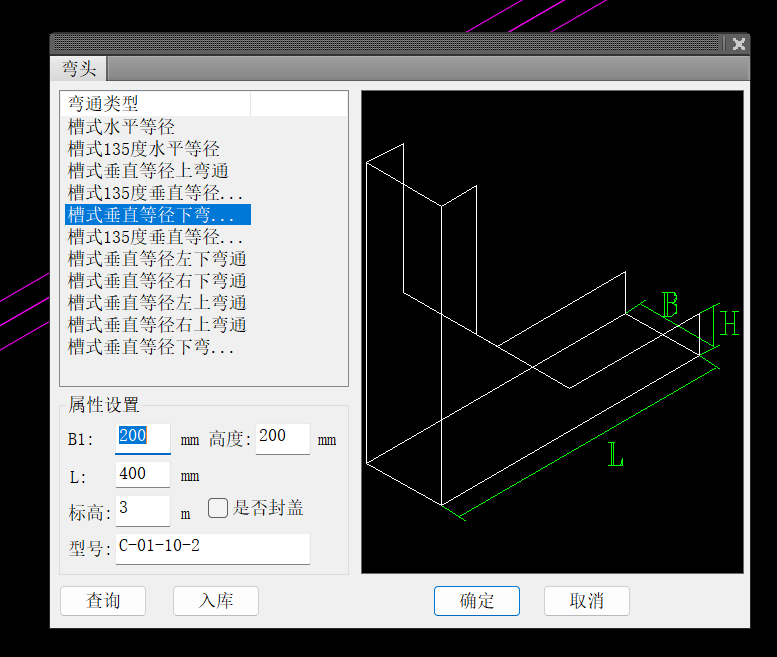 弯头
弯通类型
槽式水平等径
槽式135度水平等径
槽式垂直等径上弯通
槽式135度垂直等径...
槽式垂直等径下弯...
槽式135度垂直等径...
槽式垂直等径左下弯通
槽式垂直等径右下弯通
槽式垂直等径左上弯通
槽式垂直等径右上弯通
槽式垂直等径下弯...
B
H
L
属性设置
B1: 200 mm 高度: 200 mm
L: 400 mm
标高: 3 m 是否封盖
型号: C-01-10-2
查询 入库 确定 取消